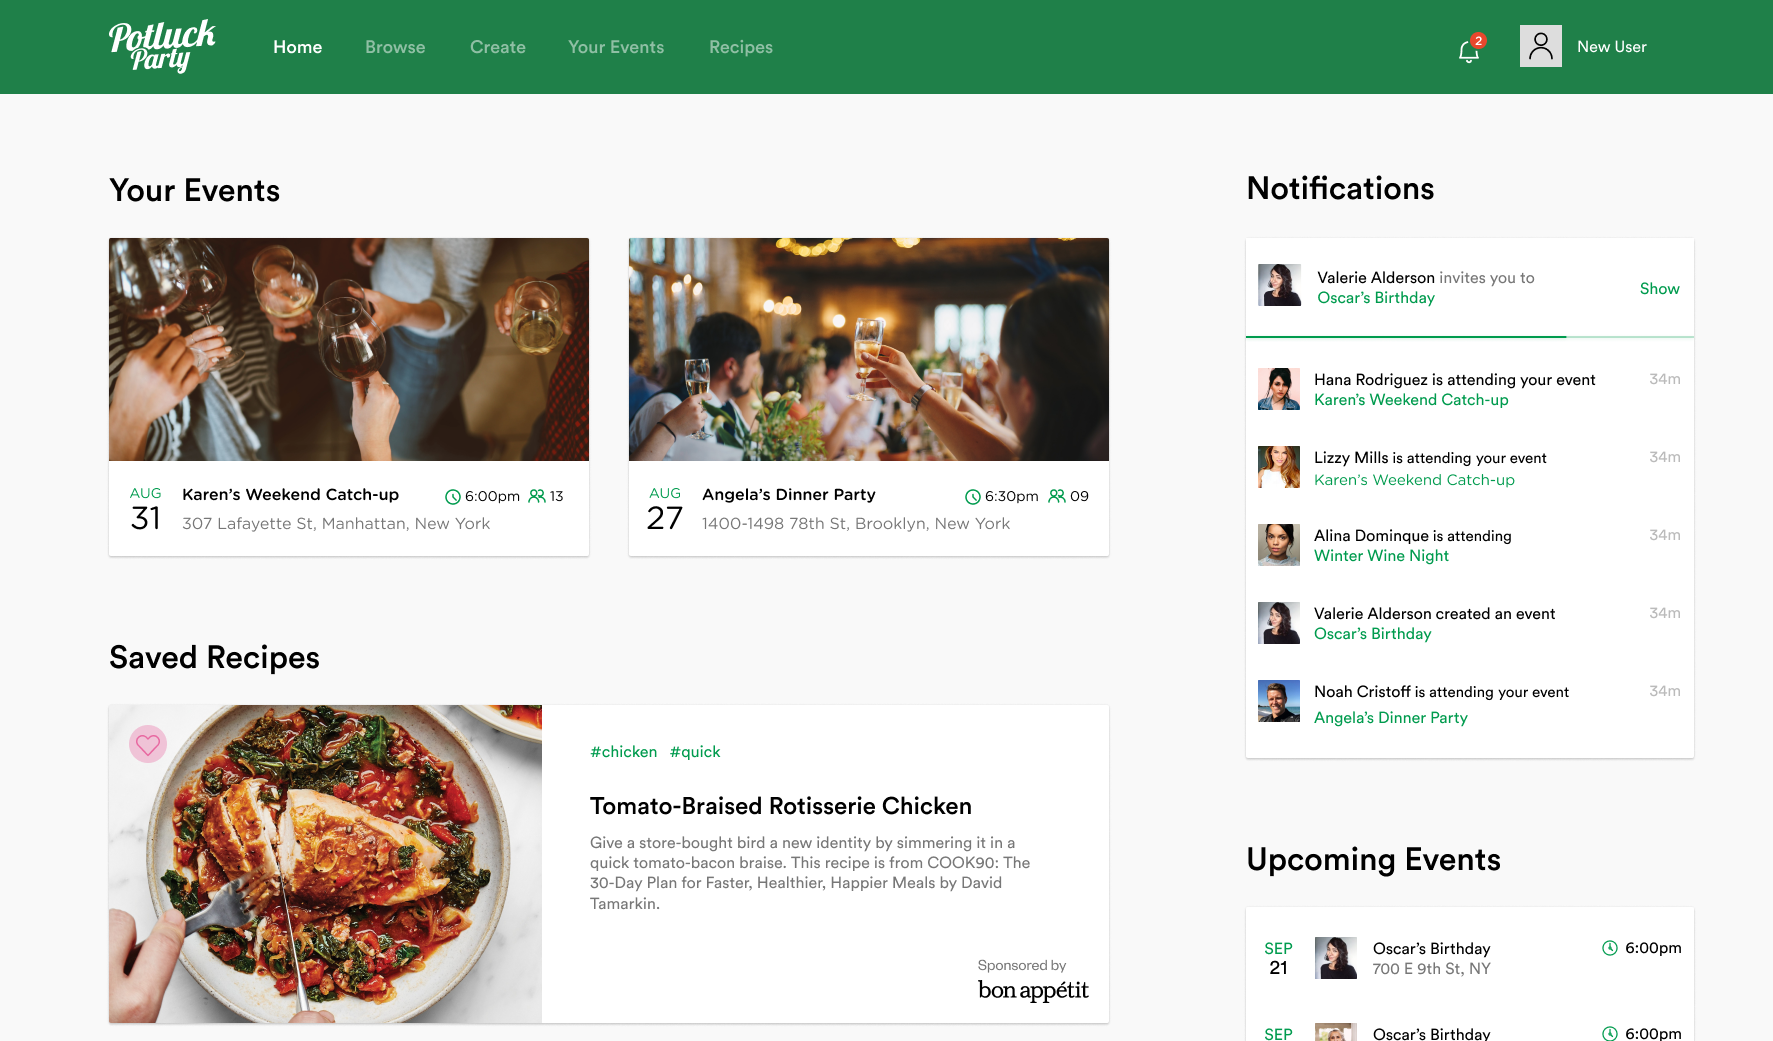 Potluck
Party
Home
Browse
Create
Your Events
Recipes
2
New User
Your Events
AUG
31
Karen’s Weekend Catch-up
6:00pm
13
307 Lafayette St, Manhattan, New York
AUG
27
Angela’s Dinner Party
6:30pm
09
1400-1498 78th St, Brooklyn, New York
Saved Recipes
#chicken #quick
Tomato-Braised Rotisserie Chicken
Give a store-bought bird a new identity by simmering it in a
quick tomato-bacon braise. This recipe is from COOK90: The
30-Day Plan for Faster, Healthier, Happier Meals by David
Tamarkin.
Sponsored by
bon appétit
Notifications
Valerie Alderson invites you to
Oscar’s Birthday
Show
Hana Rodriguez is attending your event
34m
Karen’s Weekend Catch-up
Lizzy Mills is attending your event
34m
Karen’s Weekend Catch-up
Alina Dominque is attending
34m
Winter Wine Night
Valerie Alderson created an event
34m
Oscar’s Birthday
Noah Cristoff is attending your event
34m
Angela’s Dinner Party
Upcoming Events
SEP
21
Oscar’s Birthday
700 E 9th St, NY
6:00pm
SEP
Oscar’s Birthday
6:00pm